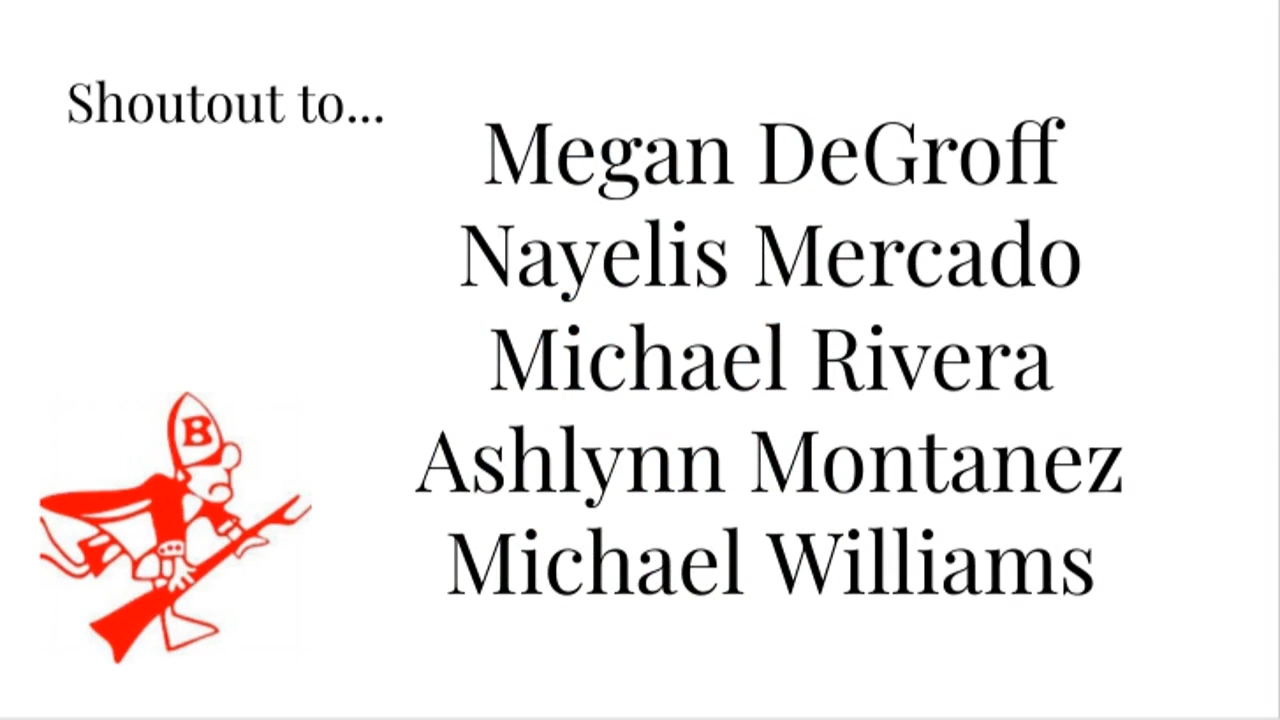 Shoutout to...
Megan DeGroff
Nayelis Mercado
Michael Rivera
Ashlynn Montanez
Michael Williams
B